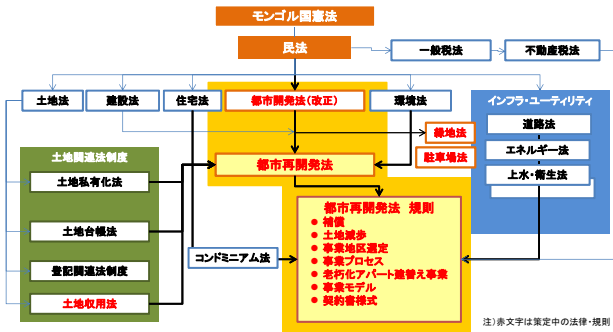 モンゴル国憲法
民法
一般税法
不動産税法
土地法
建設法
住宅法
都市開発法(改正)
環境法
インフラ・ユーティリティ
道路法
エネルギー法
上水・衛生法
緑地法
駐車場法
都市再開発法
土地関連法制度
土地私有化法
土地台帳法
登記関連法制度
土地収用法
コンドミニアム法
都市再開発法 規則
● 補償
● 土地減歩
● 事業地区選定
● 事業プロセス
● 老朽化アパート建替え事業
● 事業モデル
● 契約書様式
注)赤文字は策定中の法律・規則